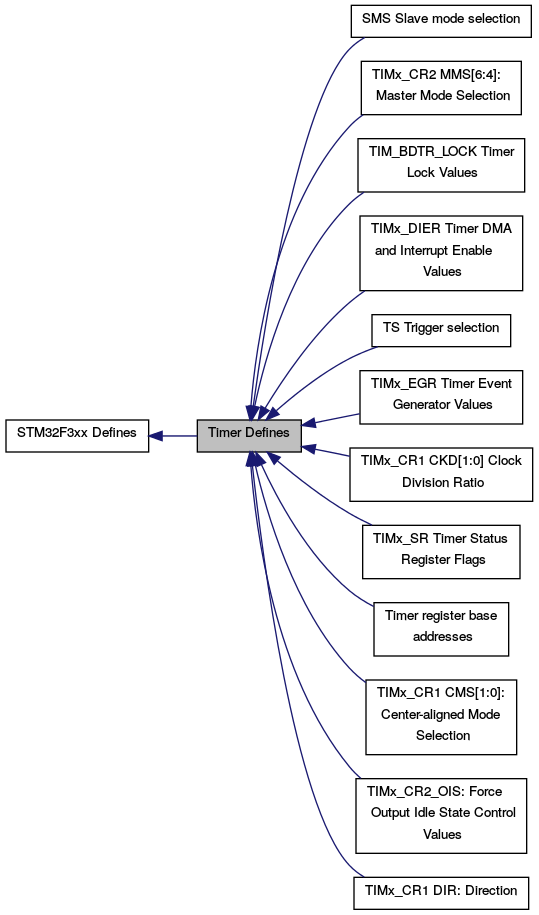 SMS Slave mode selection
TIMx_CR2 MMS[6:4]:
Master Mode Selection
TIM_BDTR_LOCK Timer
Lock Values
TIMx_DIER Timer DMA
and Interrupt Enable
Values
TS Trigger selection
TIMx_EGR Timer Event
Generator Values
STM32F3xx Defines
Timer Defines
TIMx_CR1 CKD[1:0] Clock
Division Ratio
TIMx_SR Timer Status
Register Flags
Timer register base
addresses
TIMx_CR1 CMS[1:0]:
Center-aligned Mode
Selection
TIMx_CR2_OIS: Force
Output Idle State Control
Values
TIMx_CR1 DIR: Direction